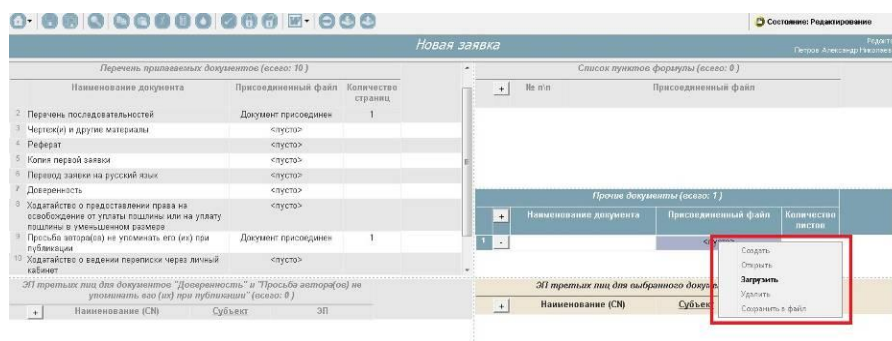 Состояние: Редактирование
Новая заявка
Петров Александр Николаев
Перечень прилагаемых документов (всего: 10 )
Наименование документа Присоединенный файл Количество
страниц
2 Перечень последовательностей Документ присоединен 1
3 Чертеж(и) и другие материалы <пусто>
4 Реферат <пусто>
5 Копия первой заявки <пусто>
6 Перевод заявки на русский язык <пусто>
7 Доверенность <пусто>
8 Ходатайство о предоставлении права на <пусто>
освобождение от уплаты пошлины или на уплату
пошлины в уменьшенном размере
9 Просьба автора(ов) не упоминать его (их) при Документ присоединен 1
публикации
10 Ходатайство о ведении переписки через личный <пусто>
кабинет
ЭП третьих лиц для документов "Доверенность" и "Просьба автора(ов) не
упоминать его (их) при публикации" (всего: 0 )
+ Наименование (CN) Субъект ЭП
Список пунктов формулы (всего: 0 )
+ № п\п Присоединенный файл
Прочие документы (всего: 1 )
+ Наименование документа Присоединенный файл Количество
листов
1 -
Создать
Открыть
Загрузить
Удалить
Сохранить в файл
ЭП третьих лиц для выбранного
+ Наименование (CN) Субъект